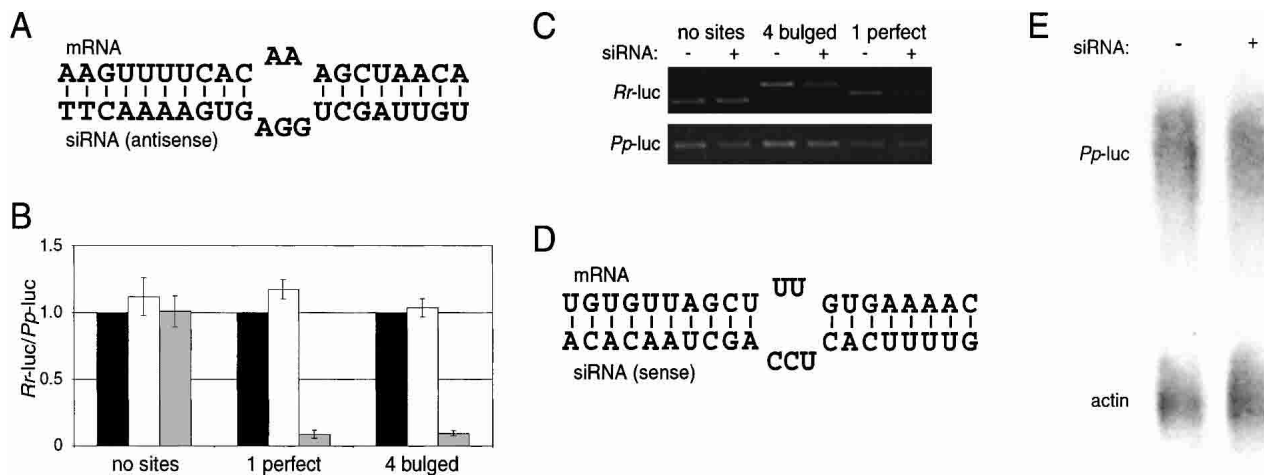 A
mRNA
AAGUUUUCAC AA AGCUAACA
TTCAAAAGUG AGG UCGAUUGU
siRNA (antisense)
B
Rr-luc/Pp-luc
1.5
1.0
0.5
0
no sites 1 perfect 4 bulged
C
no sites 4 bulged 1 perfect
siRNA: - + - + - +
Rr-luc
Pp-luc
D
mRNA
UGUGUUAGCU UU GUGAAAAC
ACACAAUCGA CCU CACUUUUG
siRNA (sense)
E
siRNA: - +
Pp-luc
actin